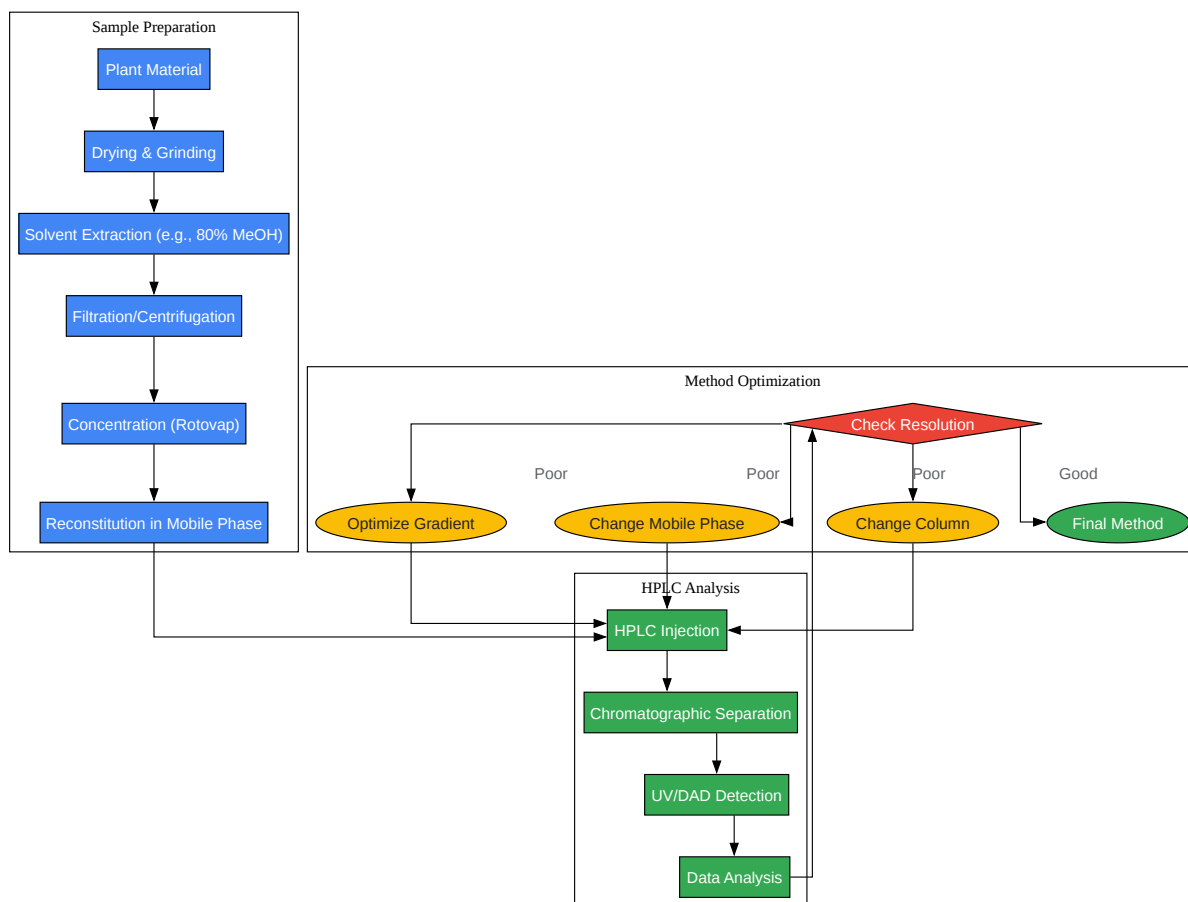 Sample Preparation
Plant Material
Drying & Grinding
Solvent Extraction (e.g., 80% MeOH)
Filtration/Centrifugation
Concentration (Rotovap)
Reconstitution in Mobile Phase
Method Optimization
Check Resolution
Poor
Poor
Poor
Good
Optimize Gradient
Change Mobile Phase
Change Column
Final Method
HPLC Analysis
HPLC Injection
Chromatographic Separation
UV/DAD Detection
Data Analysis